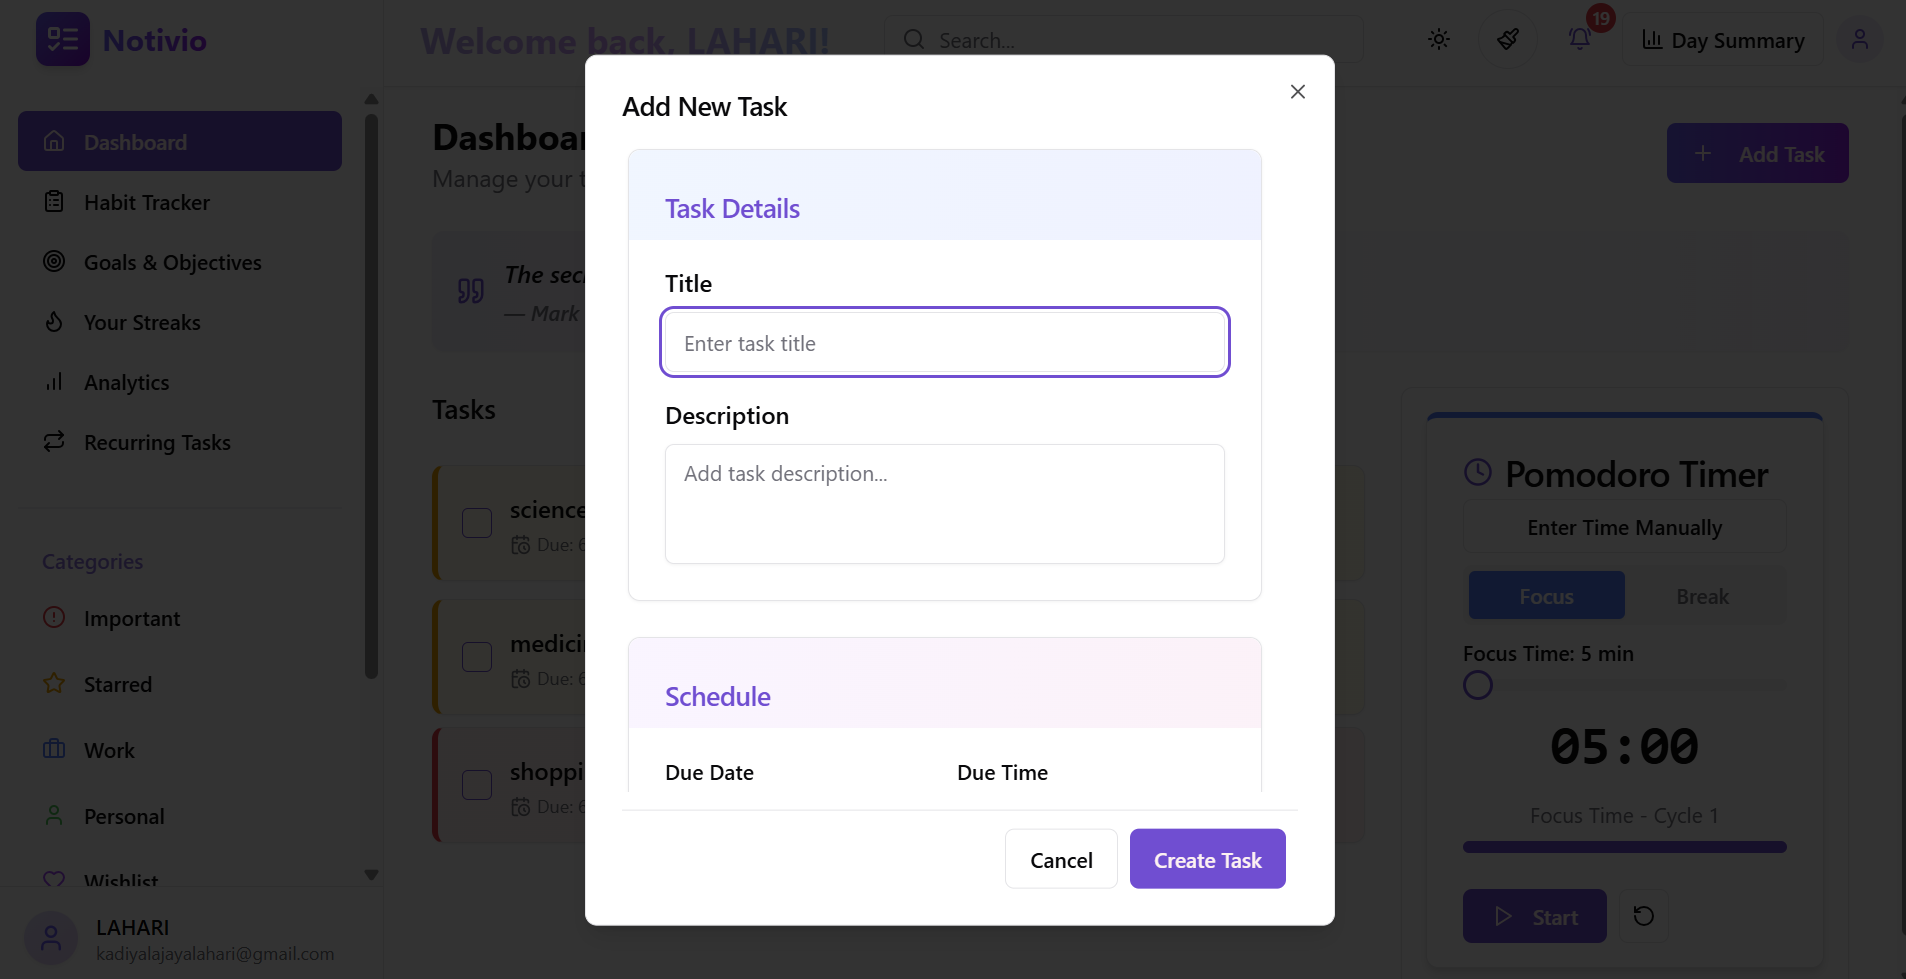 Notivio
Welcome back, LAHARI!
Search...
19
Day Summary
Dashboard
Habit Tracker
Goals & Objectives
Your Streaks
Analytics
Recurring Tasks
Categories
Important
Starred
Work
Personal
Wishlist
LAHARI
kadiyalajayalahari@gmail.com
Manage your
Add Task
The
— Mark
Tasks
science
Due: 6
Due: 6
Due: 6
Add New Task
Task Details
Title
Enter task title
Description
Add task description...
Schedule
Due Date
Due Time
Cancel
Create Task
Pomodoro Timer
Enter Time Manually
Focus
Break
Focus Time: 5 min
05:00
Focus Time - Cycle 1
Start